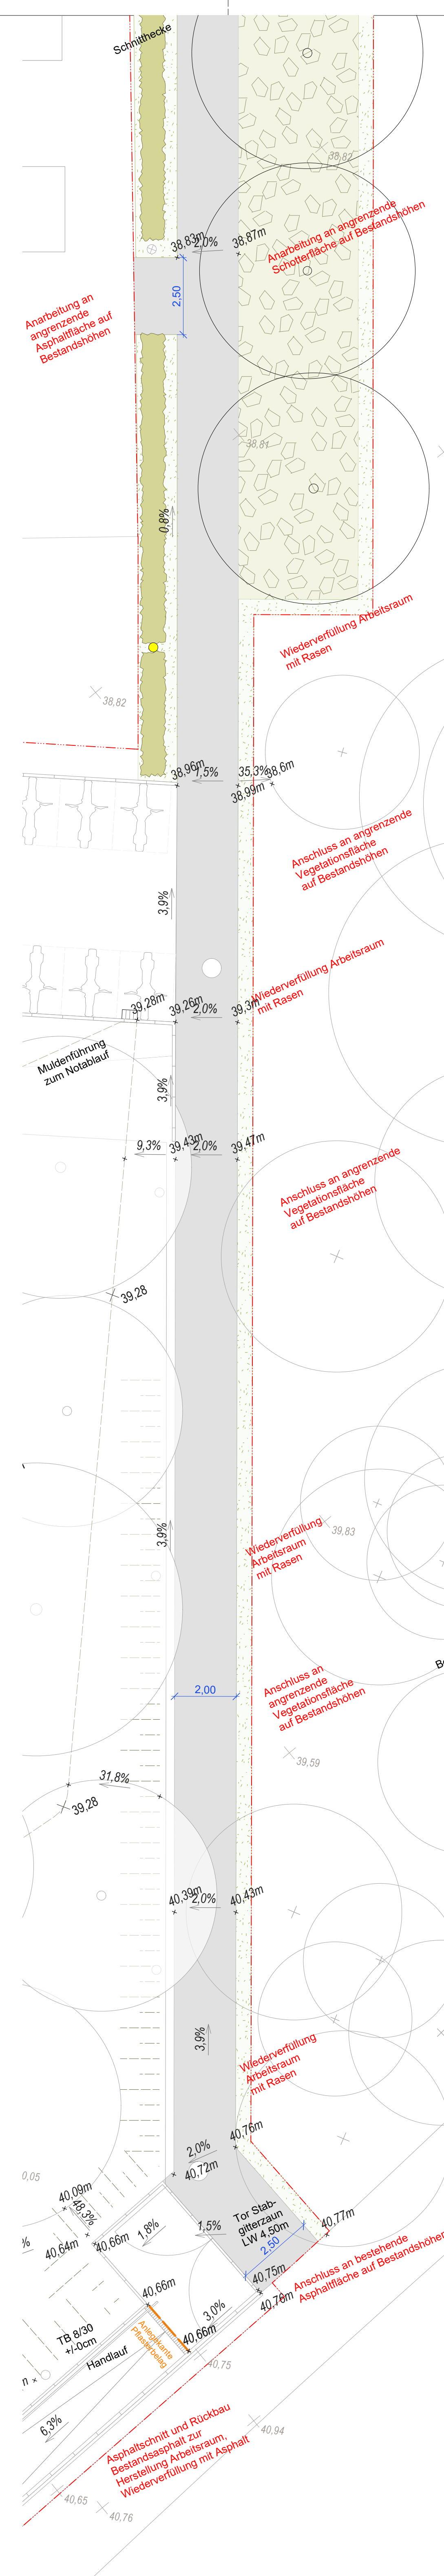 Schnitthecke
38,82
38,83m
2,0%
38,87m
Anarbeitung an angrenzende
Schotterfläche auf Bestandshöhen
2,50
Anarbeitung an
angrenzende
Asphaltfläche auf
Bestandshöhen
38,81
0,8%
Wiederverfüllung Arbeitsraum
mit Rasen
38,82
38,96m
1,5%
35,3%
38,6m
38,99m
Anschluss an angrenzende
Vegetationsfläche
auf Bestandshöhen
3,9%
Wiederverfüllung Arbeitsraum
mit Rasen
39,28m
39,26m
2,0%
39,3m
Muldenführung
zum Notablauf
3,9%
9,3%
39,43m
2,0%
39,47m
Anschluss an angrenzende
Vegetationsfläche
auf Bestandshöhen
39,28
3,9%
Wiederverfüllung
Arbeitsraum
mit Rasen
39,83
2,00
Anschluss an
angrenzende
Vegetationsfläche
auf Bestandshöhen
39,59
31,8%
39,28
40,39m
2,0%
40,43m
3,9%
Wiederverfüllung
Arbeitsraum
mit Rasen
40,76m
2,0%
40,72m
0,05
40,09m
48,3%
1,8%
1,5%
Tor Stab-
gitterzaun
LW 4,50m
40,77m
2,50
%
40,64m
40,66m
40,75m
40,76m
Anschluss an bestehende
Asphaltfläche auf Bestandshöhen
40,66m
3,0%
Anlegekante
Pflasterbelag
40,66m
40,75
TB 8/30
+/-0cm
Handlauf
6,3%
Asphaltschnitt und Rückbau
Bestandsasphalt zur
Herstellung Arbeitsraum,
Wiederverfüllung mit Asphalt
40,94
40,65
40,76